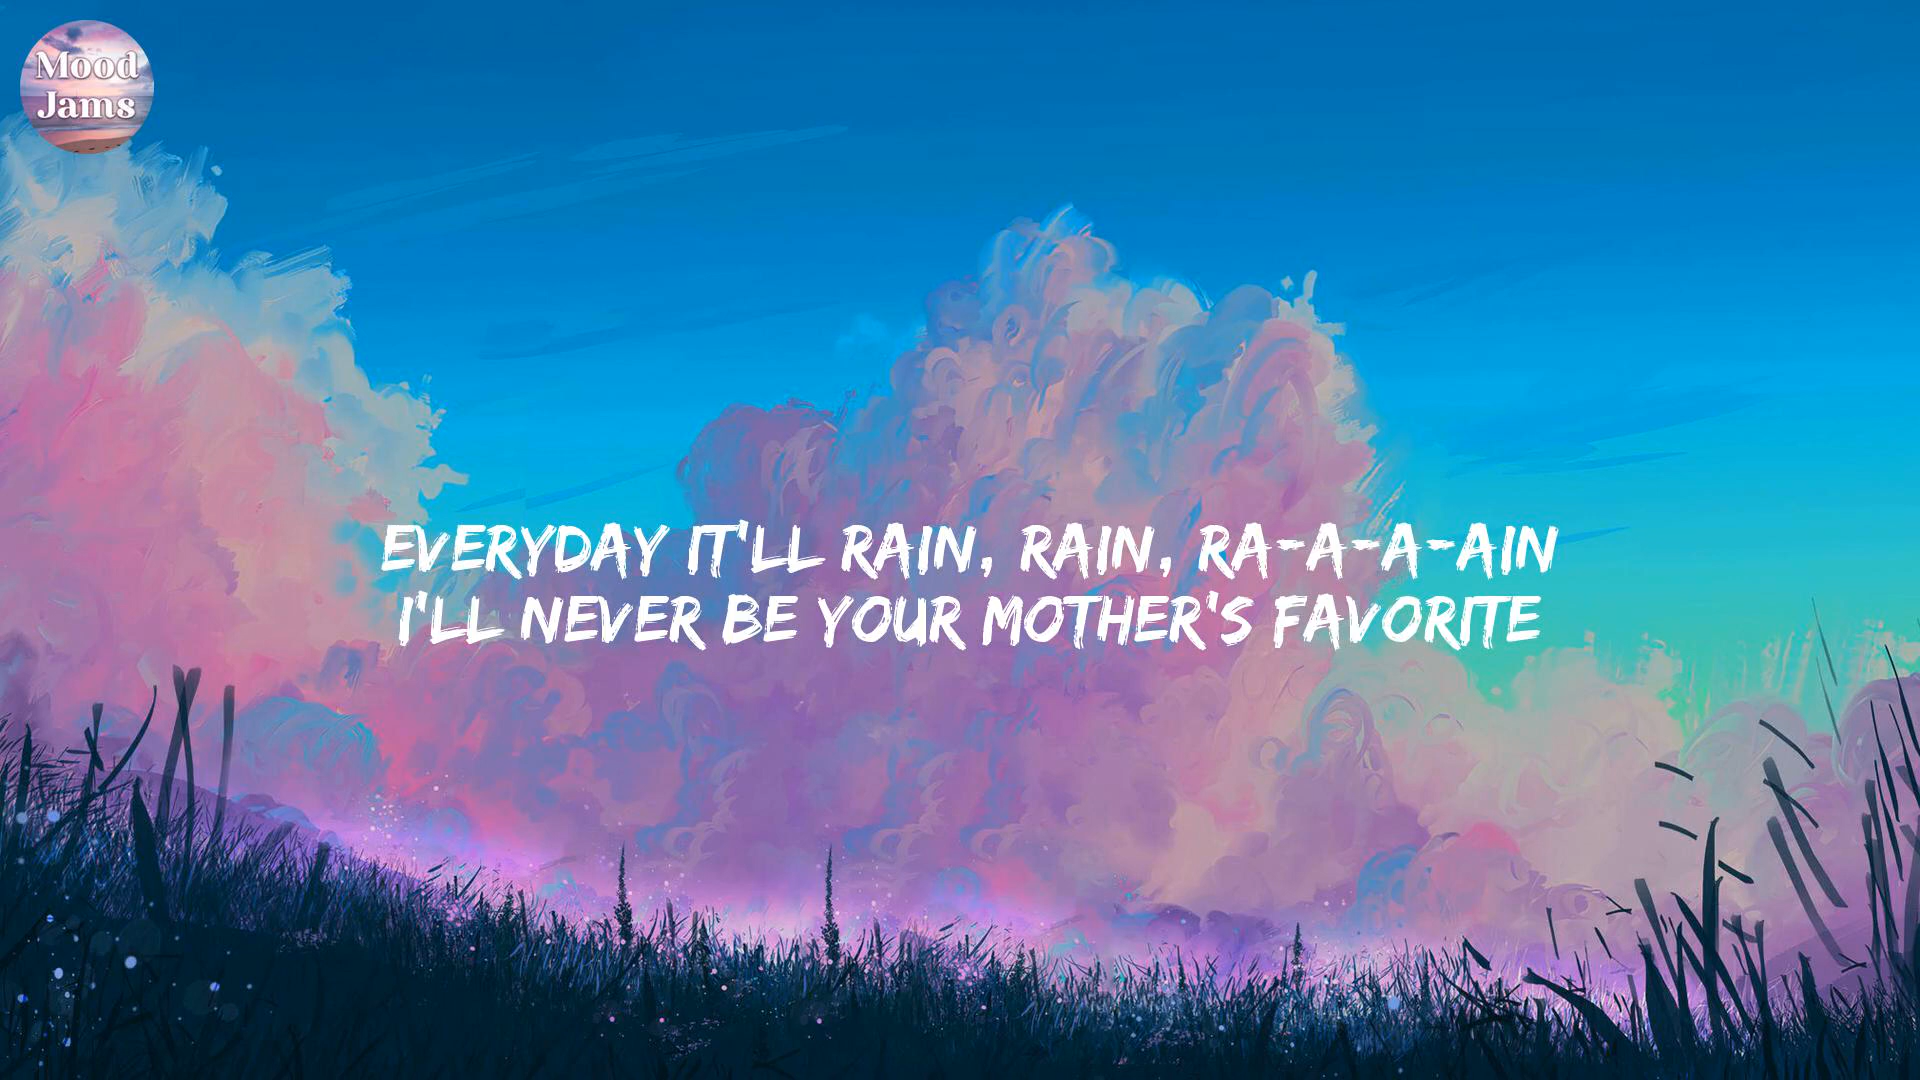 Mood
Jams
EVERYDAY IT'LL RAIN, RAIN, RA-A-A-AIN
I'LL NEVER BE YOUR MOTHER'S FAVORITE